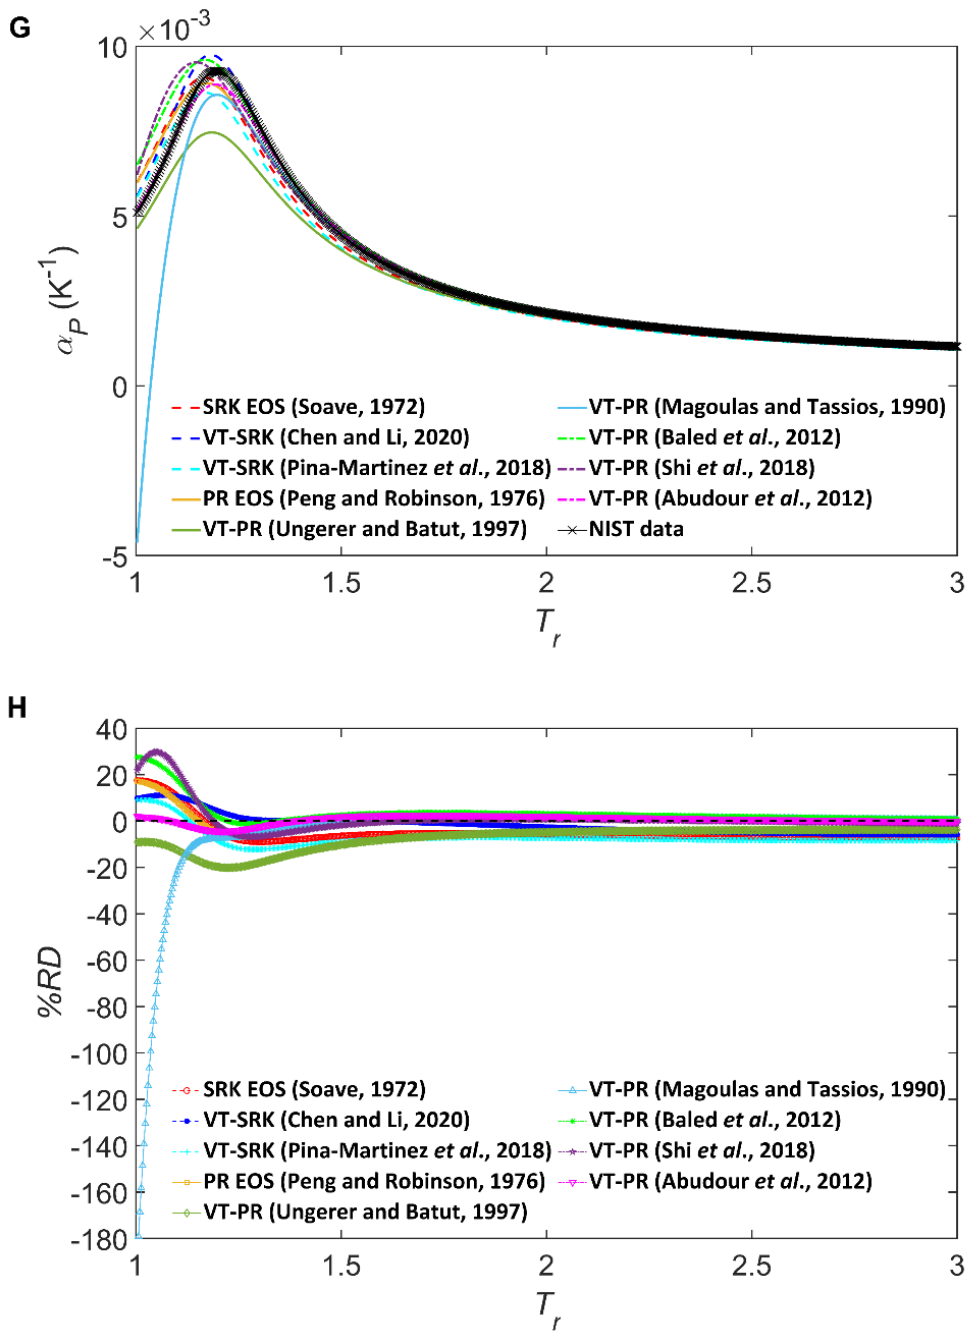 G
×10⁻³
10
5
0
-5
α_P (K⁻¹)
SRK EOS (Soave, 1972)
VT-SRK (Chen and Li, 2020)
VT-SRK (Pina-Martinez et al., 2018)
PR EOS (Peng and Robinson, 1976)
VT-PR (Ungerer and Batut, 1997)
VT-PR (Magoulas and Tassios, 1990)
VT-PR (Baled et al., 2012)
VT-PR (Shi et al., 2018)
VT-PR (Abudour et al., 2012)
NIST data
1 1.5 2 2.5 3
T_r
H
40
20
0
-20
-40
-60
-80
-100
-120
-140
-160
-180
%RD
SRK EOS (Soave, 1972)
VT-SRK (Chen and Li, 2020)
VT-SRK (Pina-Martinez et al., 2018)
PR EOS (Peng and Robinson, 1976)
VT-PR (Ungerer and Batut, 1997)
VT-PR (Magoulas and Tassios, 1990)
VT-PR (Baled et al., 2012)
VT-PR (Shi et al., 2018)
VT-PR (Abudour et al., 2012)
1 1.5 2 2.5 3
T_r